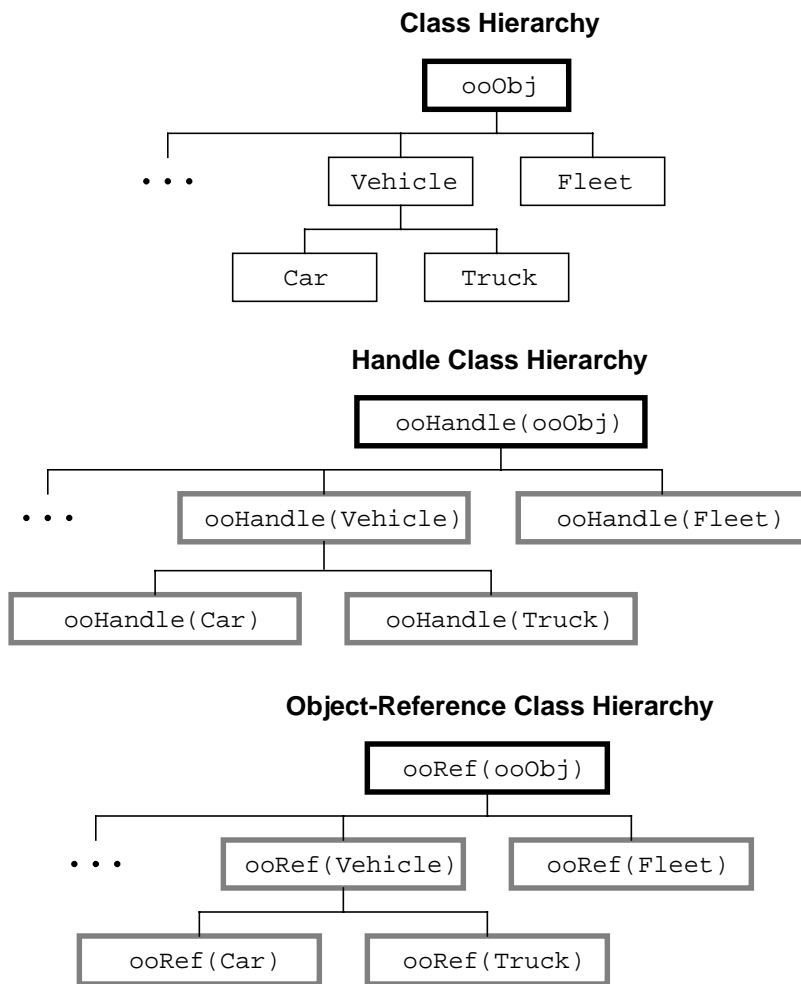 Class Hierarchy
ooObj
• • • Vehicle Fleet
Car Truck
Handle Class Hierarchy
ooHandle(ooObj)
• • • ooHandle(Vehicle) ooHandle(Fleet)
ooHandle(Car) ooHandle(Truck)
Object-Reference Class Hierarchy
ooRef(ooObj)
• • • ooRef(Vehicle) ooRef(Fleet)
ooRef(Car) ooRef(Truck)